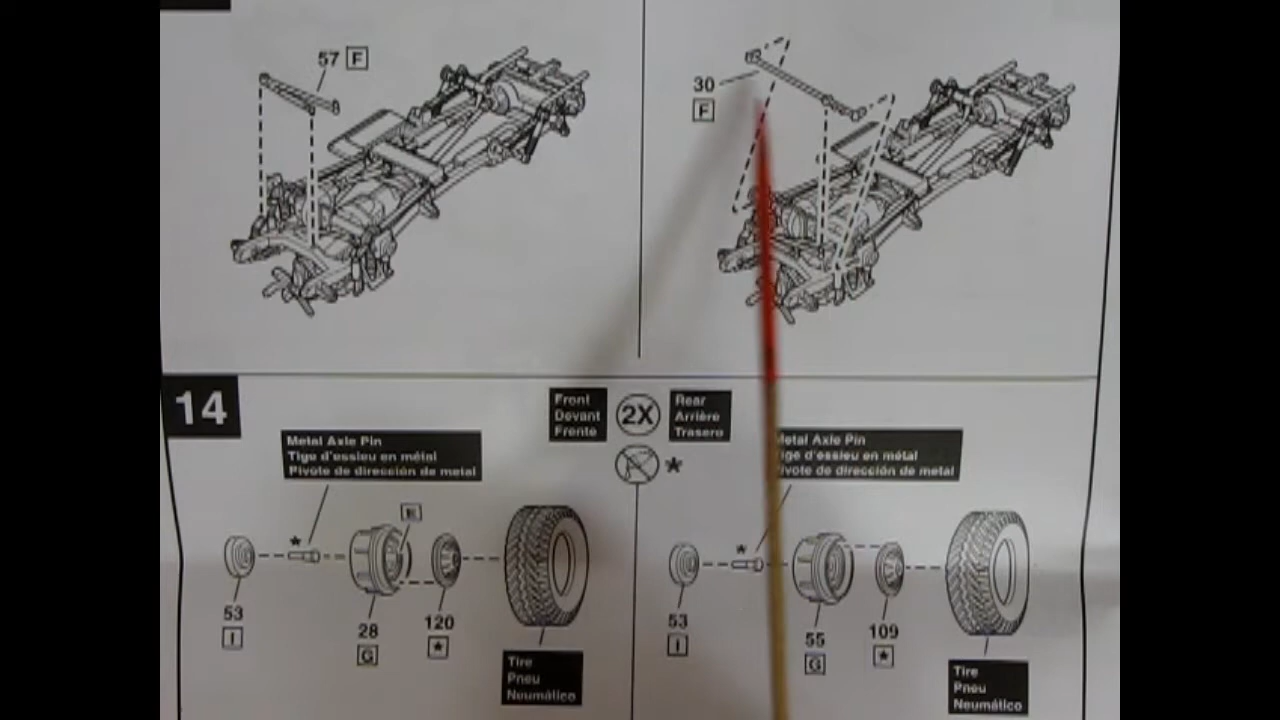 57 F
30
F
14
Front
Devant
Frente
2X
Rear
Arrière
Trasero
*
Metal Axle Pin
Tige d'essieu en métal
Pivote de dirección de metal
*
E
53
I
28
G
120
*
Tire
Pneu
Neumático
Metal Axle Pin
Tige d'essieu en métal
Pivote de dirección de metal
*
53
I
55
G
109
*
Tire
Pneu
Neumático